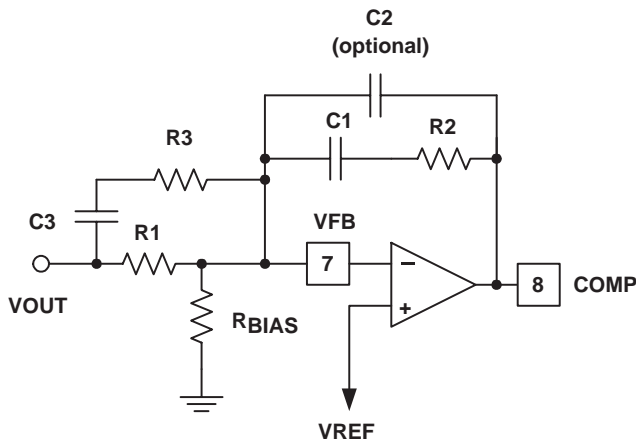 C2
(optional)
C1
R2
R3
C3
R1
VFB
7
−
+
8
COMP
VOUT
RBIAS
VREF